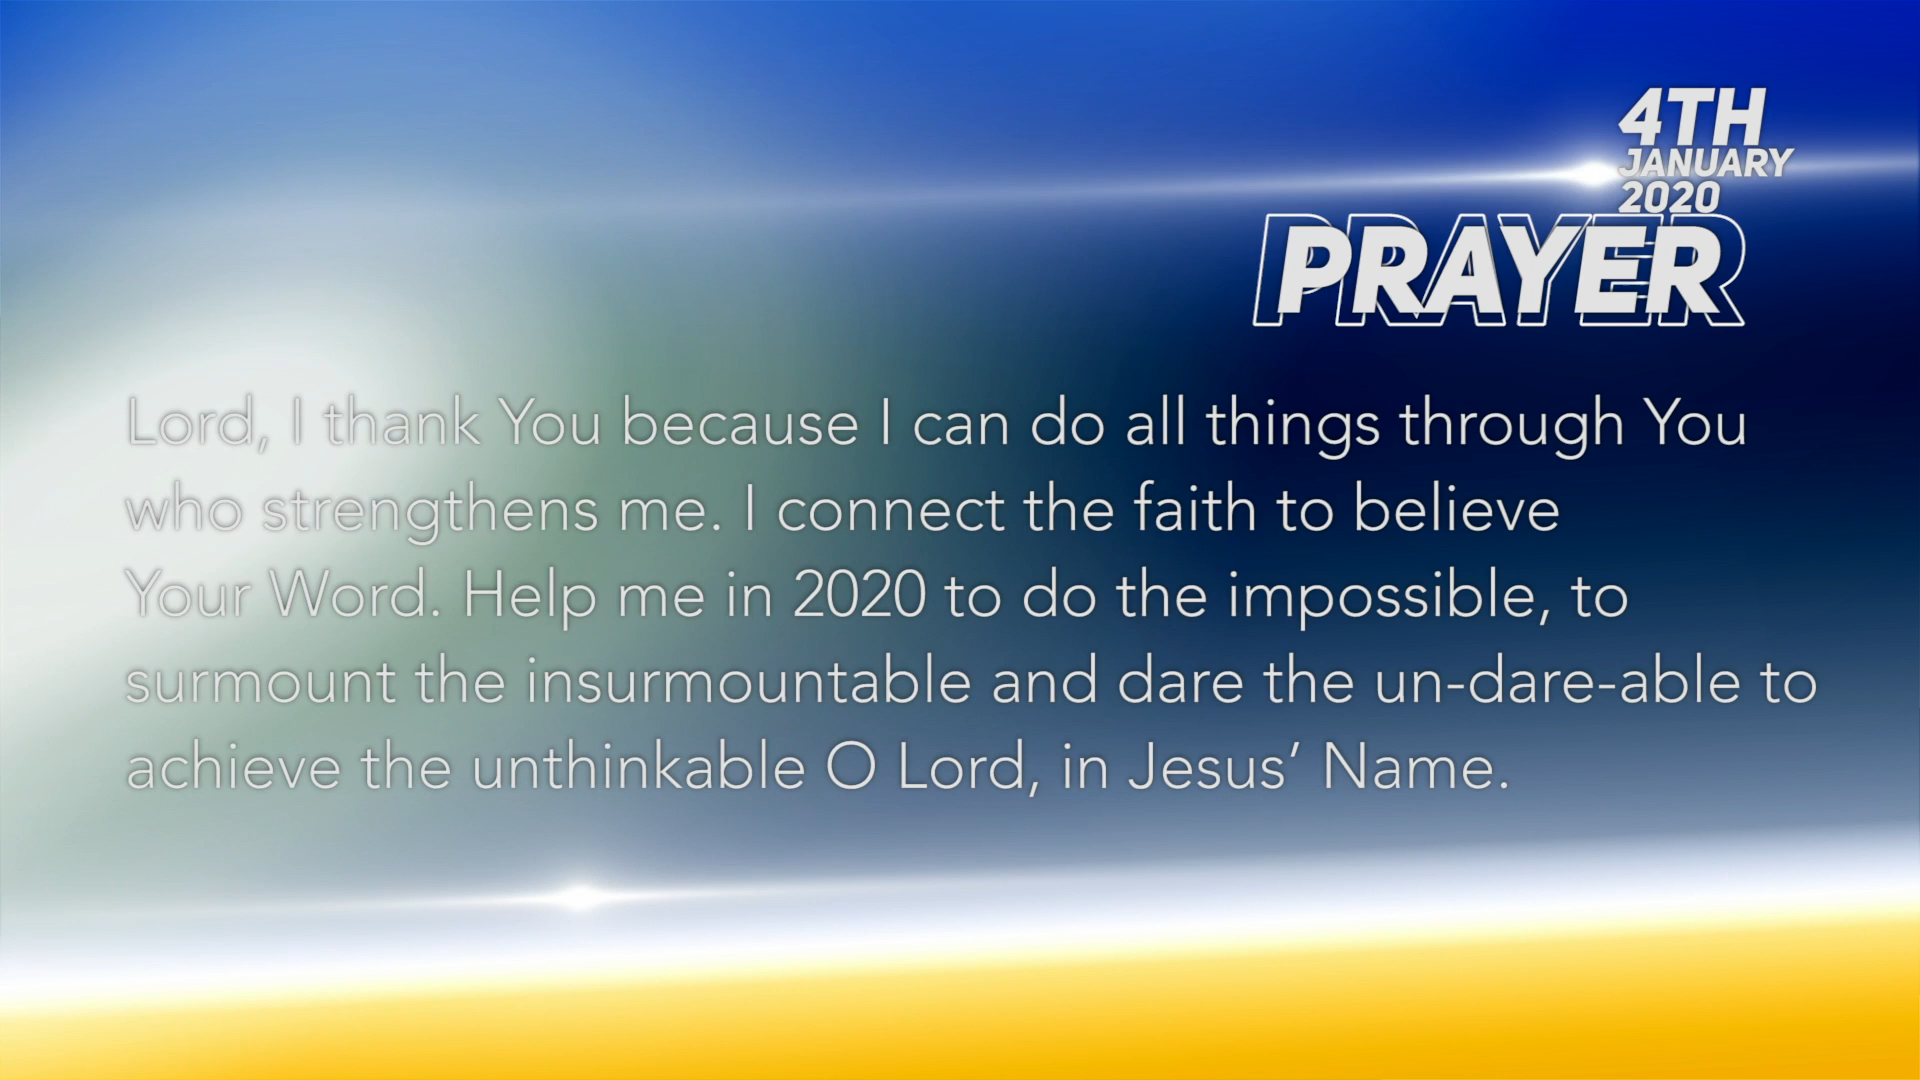 4TH
JANUARY
2020
PRAYER
Lord, I thank You because I can do all things through You
who strengthens me. I connect the faith to believe
Your Word. Help me in 2020 to do the impossible, to
surmount the insurmountable and dare the un-dare-able to
achieve the unthinkable O Lord, in Jesus’ Name.